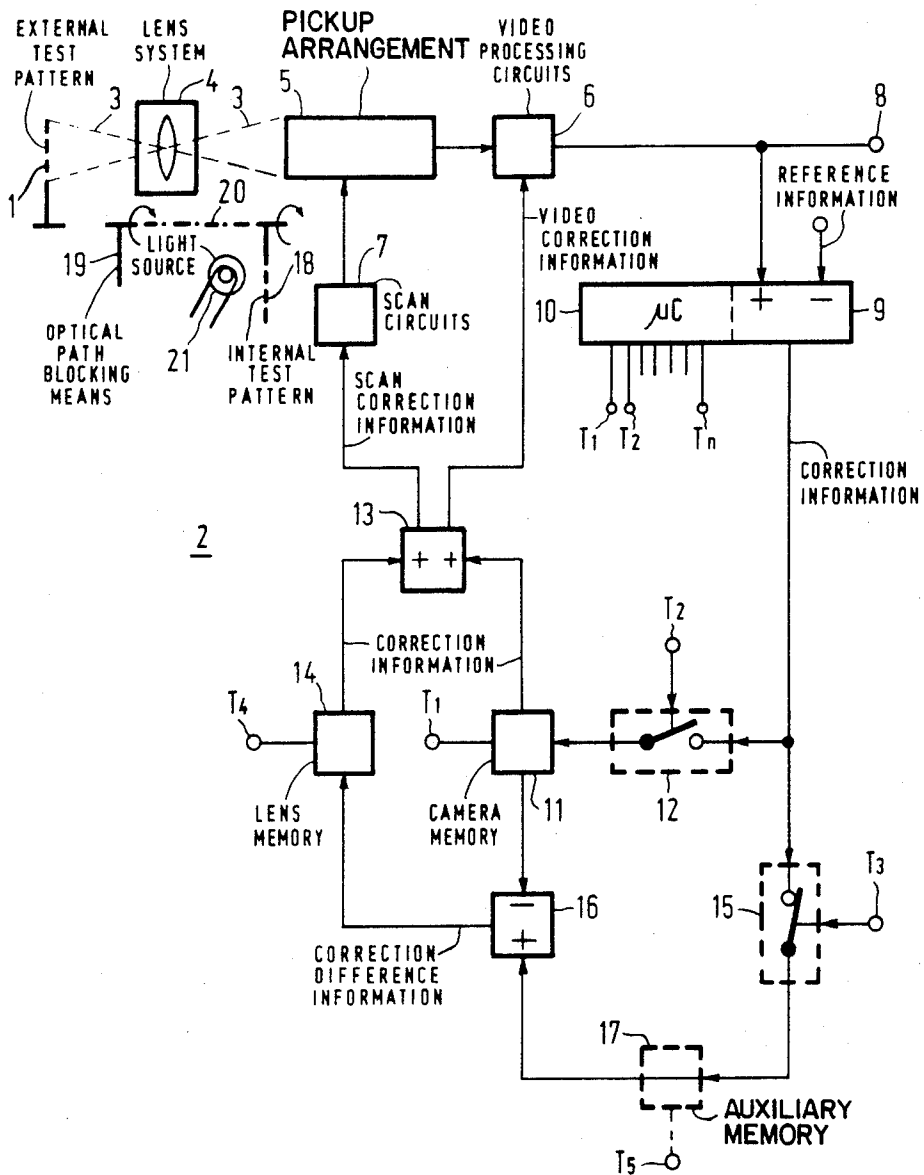 EXTERNAL
TEST
PATTERN
LENS
SYSTEM
PICKUP
ARRANGEMENT
VIDEO
PROCESSING
CIRCUITS
3
4
3
5
6
8
1
20
REFERENCE
INFORMATION
VIDEO
CORRECTION
INFORMATION
19
LIGHT
SOURCE
18
7
SCAN
CIRCUITS
10
μC
+
−
9
21
OPTICAL
PATH
BLOCKING
MEANS
INTERNAL
TEST
PATTERN
SCAN
CORRECTION
INFORMATION
T1
T2
Tn
CORRECTION
INFORMATION
2
13
+ +
T2
CORRECTION
INFORMATION
14
T4
T1
LENS
MEMORY
CAMERA
MEMORY
11
12
T3
15
−
+
16
CORRECTION
DIFFERENCE
INFORMATION
17
AUXILIARY
MEMORY
T5